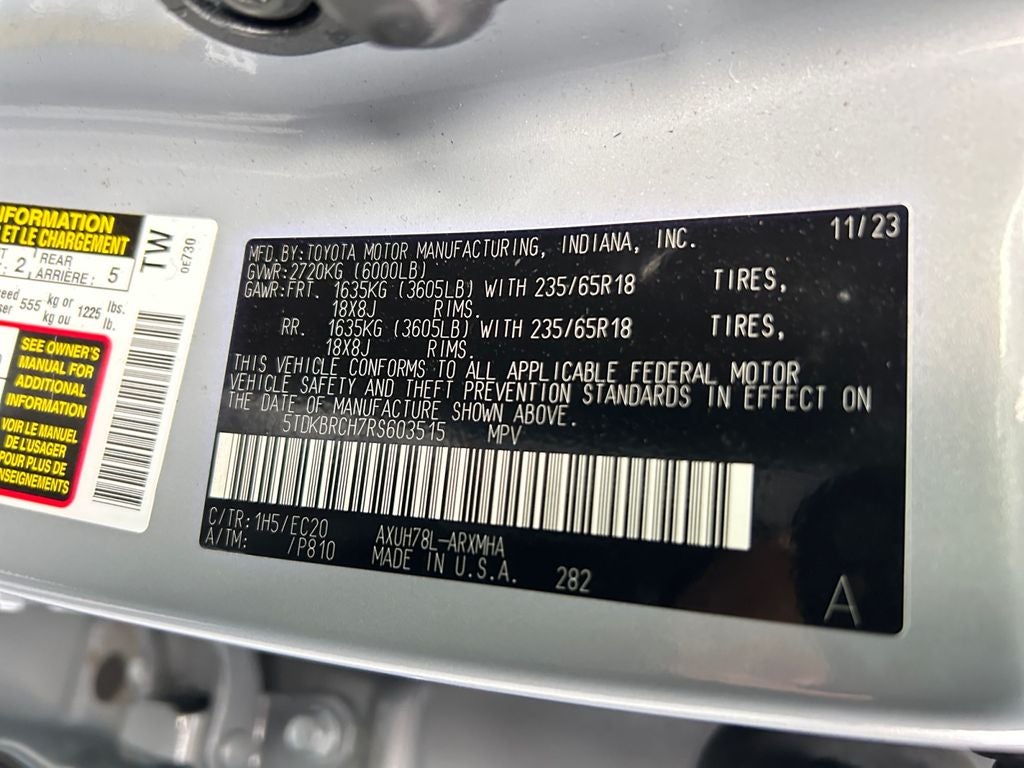 NFORMATION
ET LE CHARGEMENT
2 REAR 5
ARRIÈRE:
555 kg or 1225 lbs.
kg ou lb.
SEE OWNER'S
MANUAL FOR
ADDITIONAL
INFORMATION
VOIR LE MANUEL
DE L'USAGER
POUR PLUS DE
NSEIGNEMENTS
TW
0E730
11/23
MFD. BY: TOYOTA MOTOR MANUFACTURING, INDIANA, INC.
GVWR: 2720KG (6000LB)
GAWR: FRT. 1635KG (3605LB) WITH 235/65R18 TIRES,
18X8J RIMS.
RR. 1635KG (3605LB) WITH 235/65R18 TIRES,
18X8J RIMS.
THIS VEHICLE CONFORMS TO ALL APPLICABLE FEDERAL MOTOR
VEHICLE SAFETY AND THEFT PREVENTION STANDARDS IN EFFECT ON
THE DATE OF MANUFACTURE SHOWN ABOVE.
5TDKBRCH7RS603515 MPV
C/TR: 1H5/EC20 AXUH78L-ARXMHA
A/TM: /P810 MADE IN U.S.A. 282
A